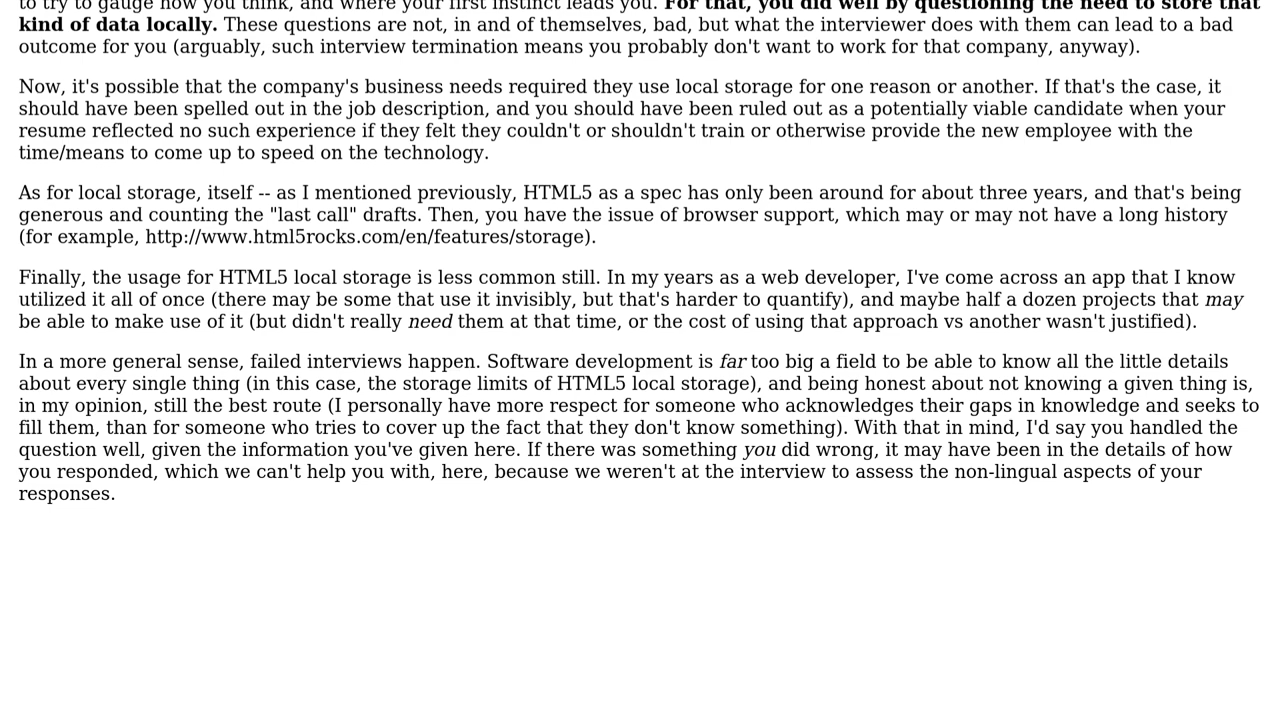 to try to gauge how you think, and where your first instinct leads you. For that, you did well by questioning the need to store that
kind of data locally. These questions are not, in and of themselves, bad, but what the interviewer does with them can lead to a bad
outcome for you (arguably, such interview termination means you probably don't want to work for that company, anyway).
Now, it's possible that the company's business needs required they use local storage for one reason or another. If that's the case, it
should have been spelled out in the job description, and you should have been ruled out as a potentially viable candidate when your
resume reflected no such experience if they felt they couldn't or shouldn't train or otherwise provide the new employee with the
time/means to come up to speed on the technology.
As for local storage, itself -- as I mentioned previously, HTML5 as a spec has only been around for about three years, and that's being
generous and counting the "last call" drafts. Then, you have the issue of browser support, which may or may not have a long history
(for example, http://www.html5rocks.com/en/features/storage).
Finally, the usage for HTML5 local storage is less common still. In my years as a web developer, I've come across an app that I know
utilized it all of once (there may be some that use it invisibly, but that's harder to quantify), and maybe half a dozen projects that may
be able to make use of it (but didn't really need them at that time, or the cost of using that approach vs another wasn't justified).
In a more general sense, failed interviews happen. Software development is far too big a field to be able to know all the little details
about every single thing (in this case, the storage limits of HTML5 local storage), and being honest about not knowing a given thing is,
in my opinion, still the best route (I personally have more respect for someone who acknowledges their gaps in knowledge and seeks to
fill them, than for someone who tries to cover up the fact that they don't know something). With that in mind, I'd say you handled the
question well, given the information you've given here. If there was something you did wrong, it may have been in the details of how
you responded, which we can't help you with, here, because we weren't at the interview to assess the non-lingual aspects of your
responses.